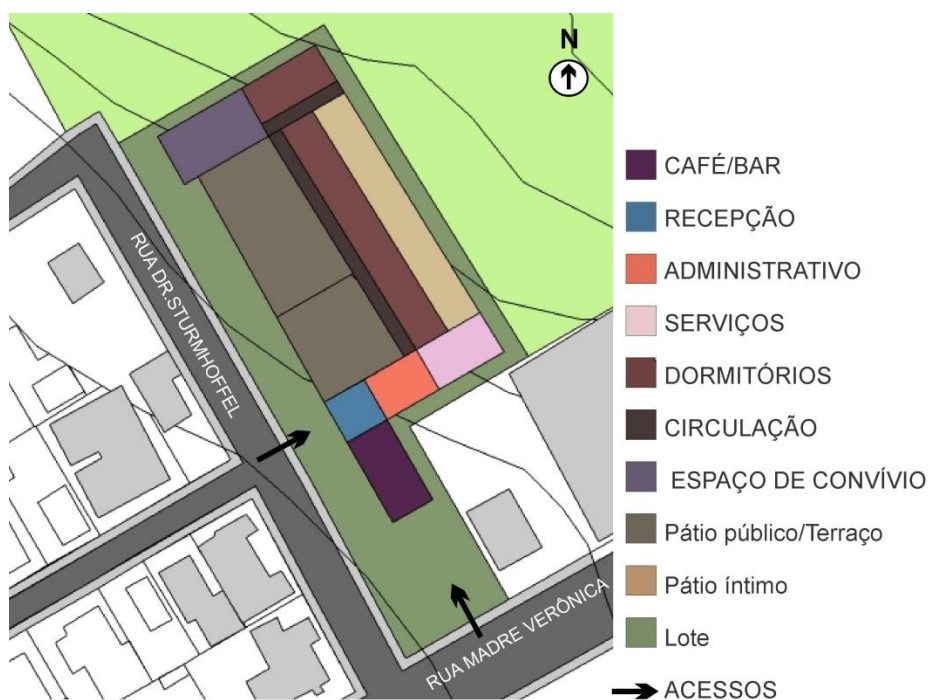 N
RUA DR.STURMHOFFEL
RUA MADRE VERÔNICA
CAFÉ/BAR
RECEPÇÃO
ADMINISTRATIVO
SERVIÇOS
DORMITÓRIOS
CIRCULAÇÃO
ESPAÇO DE CONVÍVIO
Pátio público/Terraço
Pátio íntimo
Lote
ACESSOS